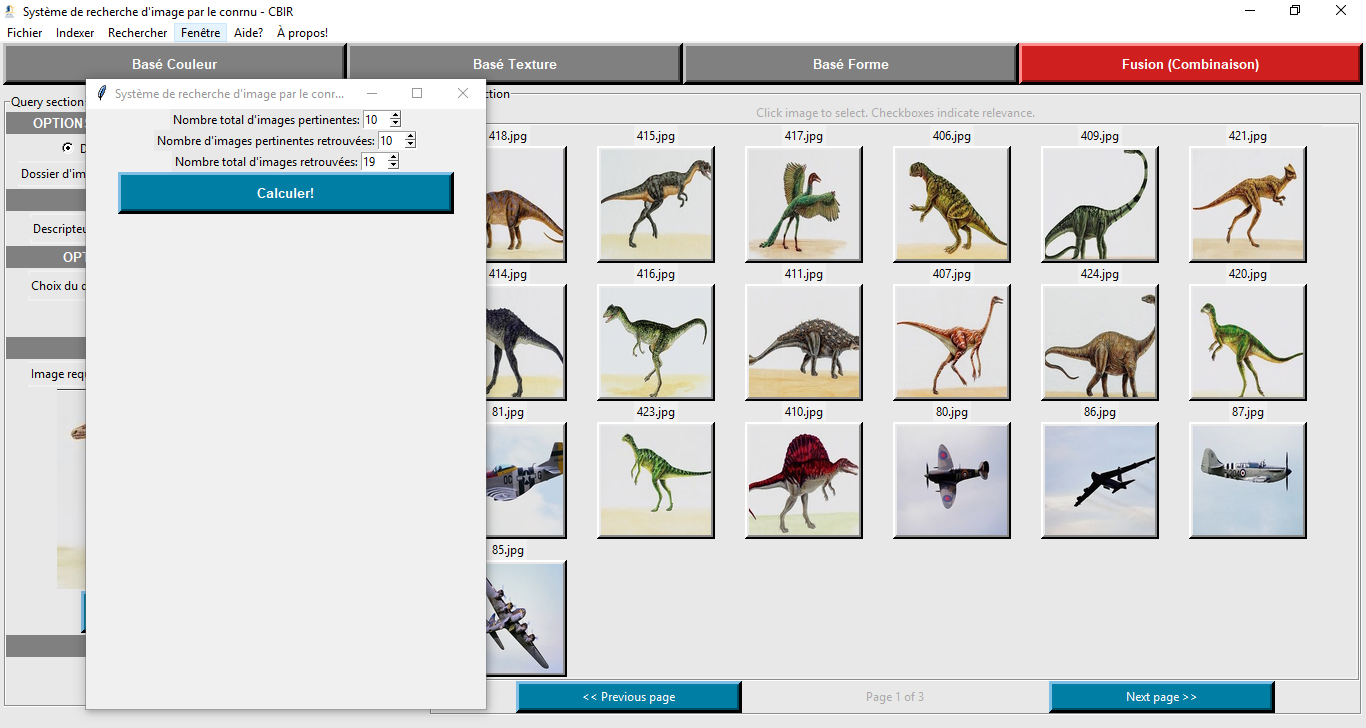 Système de recherche d'image par le conrnu - CBIR
Fichier Indexer Rechercher Fenêtre Aide? À propos!
Basé Couleur Basé Texture Basé Forme Fusion (Combinaison)
Query section
Système de recherche d'image par le conr...
Click image to select. Checkboxes indicate relevance.
Nombre total d'images pertinentes: 10
Nombre d'images pertinentes retrouvées: 10
Nombre total d'images retrouvées: 19
Calculer!
OPTION
Dossier d'im
Descripteu
OPT
Choix du d
Image requ
418.jpg 415.jpg 417.jpg 406.jpg 409.jpg 421.jpg
414.jpg 416.jpg 411.jpg 407.jpg 424.jpg 420.jpg
81.jpg 423.jpg 410.jpg 80.jpg 86.jpg 87.jpg
85.jpg
<< Previous page Page 1 of 3 Next page >>